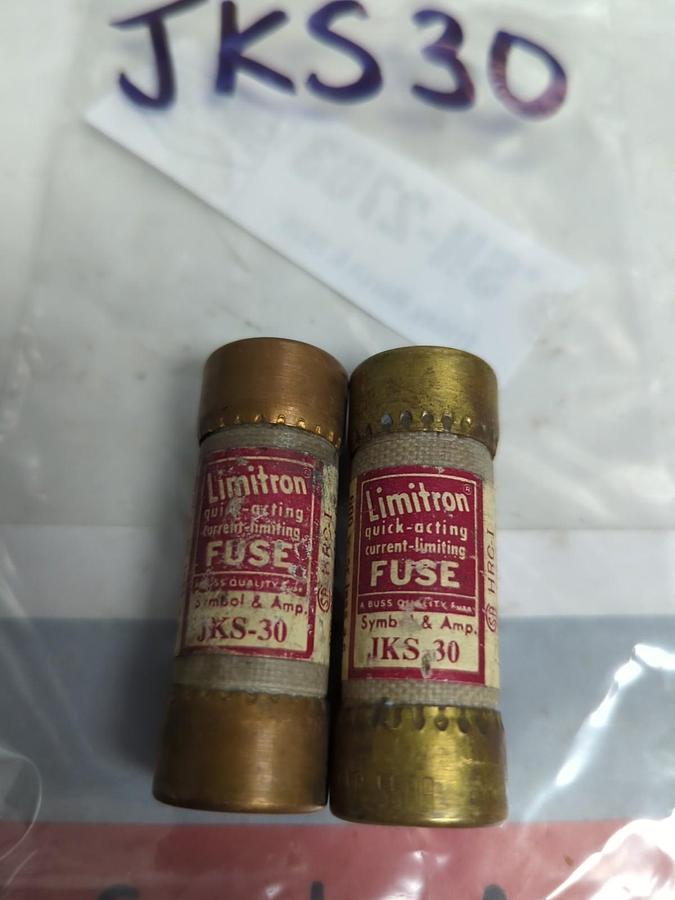 JKS30
Limitron®
quick-acting
current-limiting
FUSE
BUSS QUALITY
Symbol & Amp.
JKS-30
HRC-I
Limitron®
quick-acting
current-limiting
FUSE
A BUSS QUALITY FUSE
Symbol & Amp.
JKS 30
HRC-I